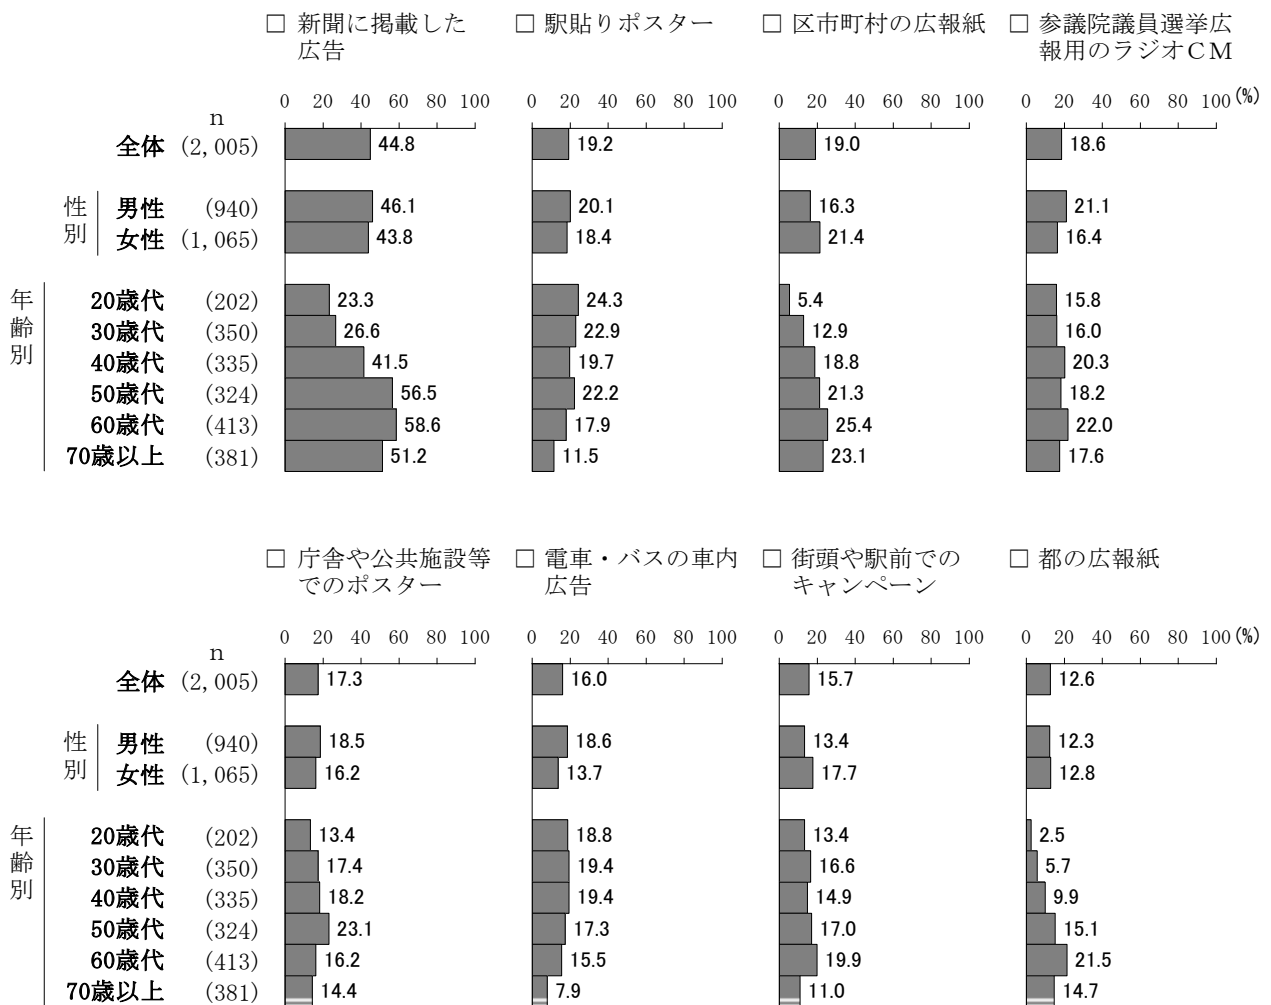 □ 新聞に掲載した □ 駅貼りポスター □ 区市町村の広報紙 □ 参議院議員選挙広
広告 報用のラジオCM
0 20 40 60 80 100 0 20 40 60 80 100 0 20 40 60 80 100 0 20 40 60 80 100 (%)
n
全体 (2,005) 44.8 19.2 19.0 18.6
性別
男性 (940) 46.1 20.1 16.3 21.1
女性 (1,065) 43.8 18.4 21.4 16.4
年齢別
20歳代 (202) 23.3 24.3 5.4 15.8
30歳代 (350) 26.6 22.9 12.9 16.0
40歳代 (335) 41.5 19.7 18.8 20.3
50歳代 (324) 56.5 22.2 21.3 18.2
60歳代 (413) 58.6 17.9 25.4 22.0
70歳以上 (381) 51.2 11.5 23.1 17.6
□ 庁舎や公共施設等 □ 電車・バスの車内 □ 街頭や駅前での □ 都の広報紙
でのポスター 広告 キャンペーン
0 20 40 60 80 100 0 20 40 60 80 100 0 20 40 60 80 100 0 20 40 60 80 100 (%)
n
全体 (2,005) 17.3 16.0 15.7 12.6
性別
男性 (940) 18.5 18.6 13.4 12.3
女性 (1,065) 16.2 13.7 17.7 12.8
年齢別
20歳代 (202) 13.4 18.8 13.4 2.5
30歳代 (350) 17.4 19.4 16.6 5.7
40歳代 (335) 18.2 19.4 14.9 9.9
50歳代 (324) 23.1 17.3 17.0 15.1
60歳代 (413) 16.2 15.5 19.9 21.5
70歳以上 (381) 14.4 7.9 11.0 14.7